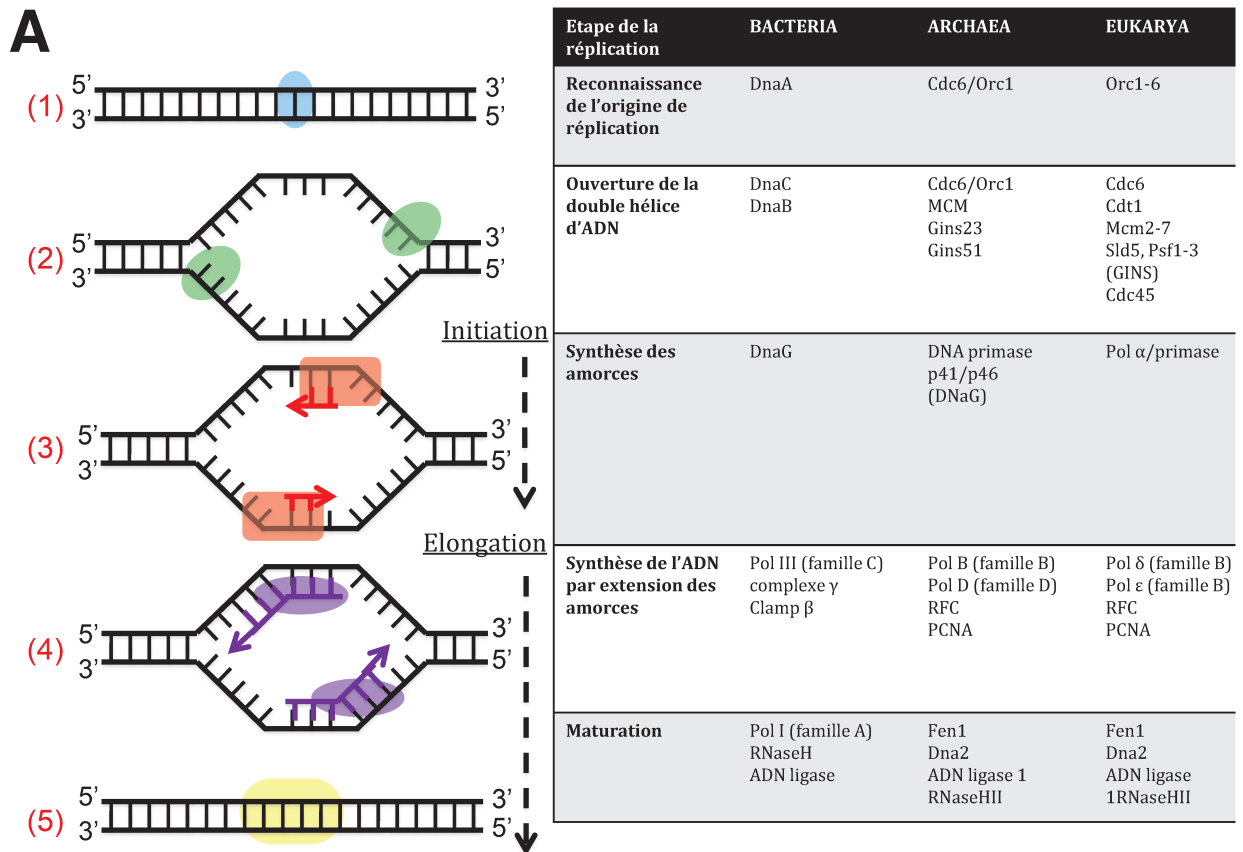 A
(1)
5’
3’
3’
5’
(2)
5’
3’
3’
5’
Initiation
(3)
5’
3’
3’
5’
Elongation
(4)
5’
3’
3’
5’
(5)
5’
3’
3’
5’
Etape de la
réplication
BACTERIA
ARCHAEA
EUKARYA
Reconnaissance
de l’origine de
réplication
DnaA
Cdc6/Orc1
Orc1-6
Ouverture de la
double hélice
d’ADN
DnaC
DnaB
Cdc6/Orc1
MCM
Gins23
Gins51
Cdc6
Cdt1
Mcm2-7
Sld5, Psf1-3
(GINS)
Cdc45
Synthèse des
amorces
DnaG
DNA primase
p41/p46
(DNaG)
Pol α/primase
Synthèse de l’ADN
par extension des
amorces
Pol III (famille C)
complexe γ
Clamp β
Pol B (famille B)
Pol D (famille D)
RFC
PCNA
Pol δ (famille B)
Pol ε (famille B)
RFC
PCNA
Maturation
Pol I (famille A)
RNaseH
ADN ligase
Fen1
Dna2
ADN ligase 1
RNaseHII
Fen1
Dna2
ADN ligase
1RNaseHII